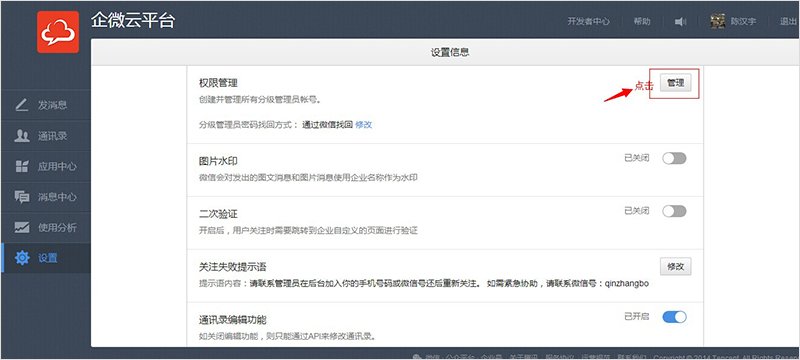 企微云平台
开发者中心 帮助 陈汉宇 退出
设置信息
发消息
通讯录
应用中心
消息中心
使用分析
设置
权限管理
点击 管理
创建并管理所有分级管理员帐号。
分级管理员密码找回方式： 通过微信找回 修改
图片水印
已关闭
微信会对发出的图文消息和图片消息使用企业名称作为水印
二次验证
已关闭
开启后，用户关注时需要跳转到企业自定义的页面进行验证
关注失败提示语
修改
提示语内容：请联系管理员在后台加入你的手机号码或微信号还后重新关注。 如需紧急协助，请联系微信号：qinzhangbo
通讯录编辑功能
已开启
如关闭编辑功能，则只能通过API来修改通讯录。